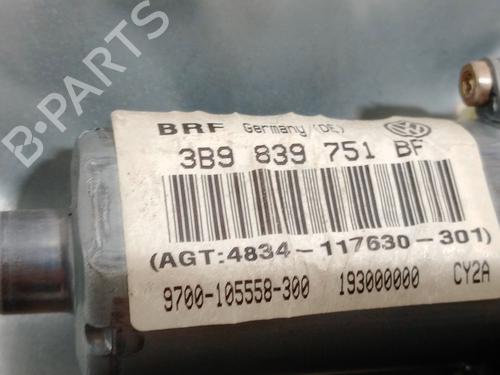 BRF Germany (DE)
3B9 839 751 BF
(AGT:4834-117630-301)
9700-105558-300 193000000 CY2A
B-PARTS